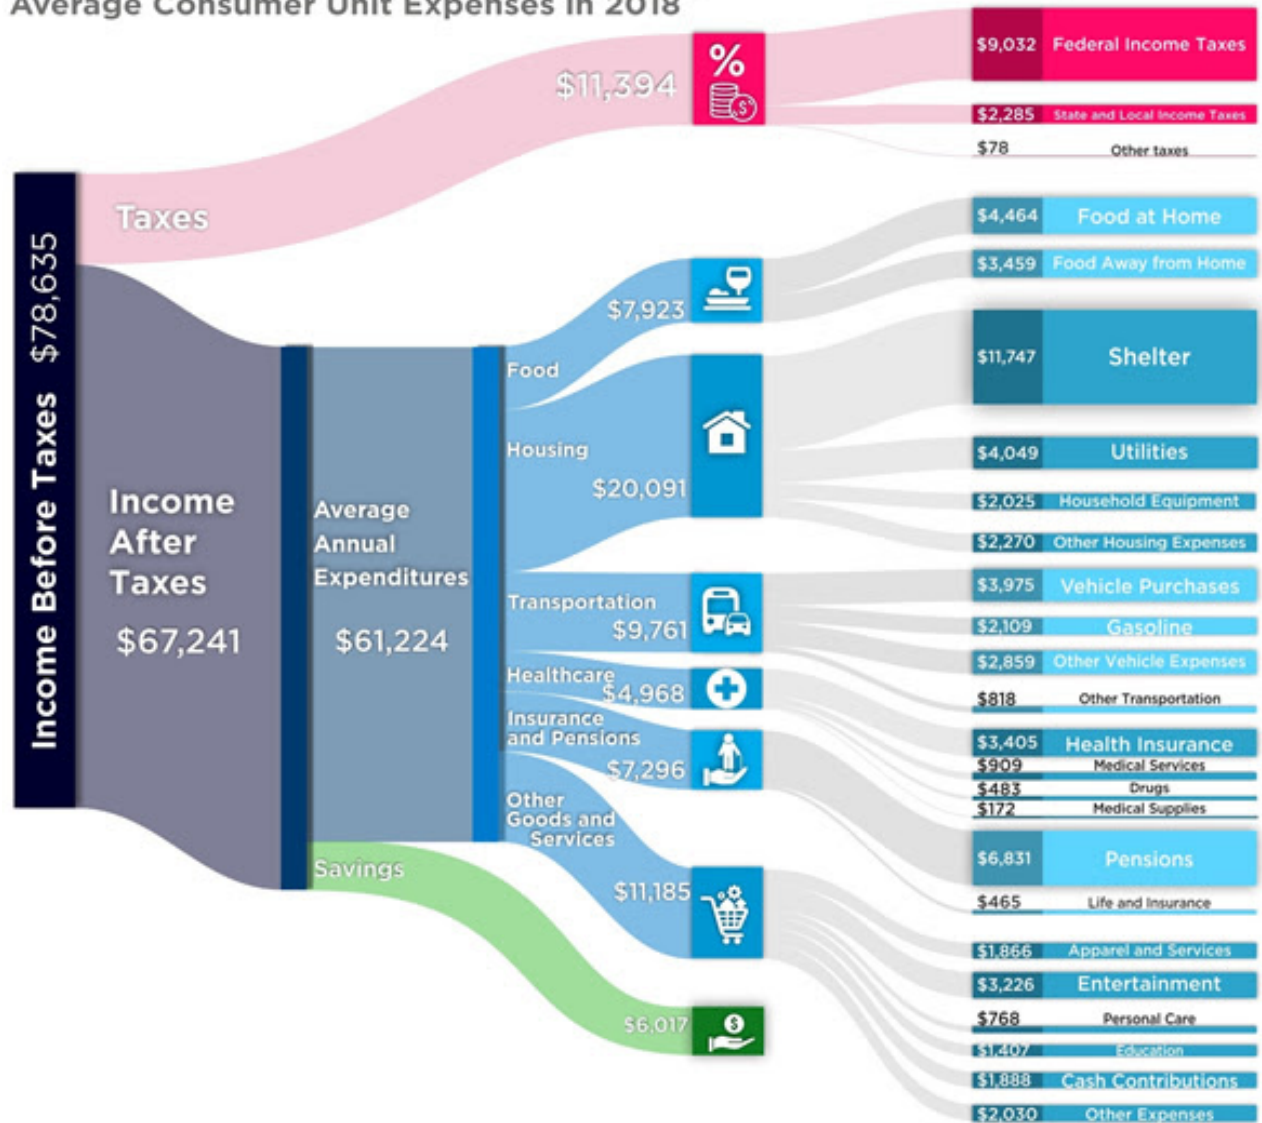 Average Consumer Unit Expenses in 2018
$11,394
%
$
Taxes
Income Before Taxes $78,635
Income
After
Taxes
$67,241
Average
Annual
Expenditures
$61,224
Savings
$6,017
$
Food
$7,923
Housing
$20,091
Transportation
$9,761
Healthcare
$4,968
Insurance
and Pensions
$7,296
Other
Goods and
Services
$11,185
$9,032 Federal Income Taxes
$2,285 State and Local Income Taxes
$78 Other taxes
$4,464 Food at Home
$3,459 Food Away from Home
$11,747 Shelter
$4,049 Utilities
$2,025 Household Equipment
$2,270 Other Housing Expenses
$3,975 Vehicle Purchases
$2,109 Gasoline
$2,859 Other Vehicle Expenses
$818 Other Transportation
$3,405 Health Insurance
$909 Medical Services
$483 Drugs
$172 Medical Supplies
$6,831 Pensions
$465 Life and Insurance
$1,866 Apparel and Services
$3,226 Entertainment
$768 Personal Care
$1,407 Education
$1,888 Cash Contributions
$2,030 Other Expenses